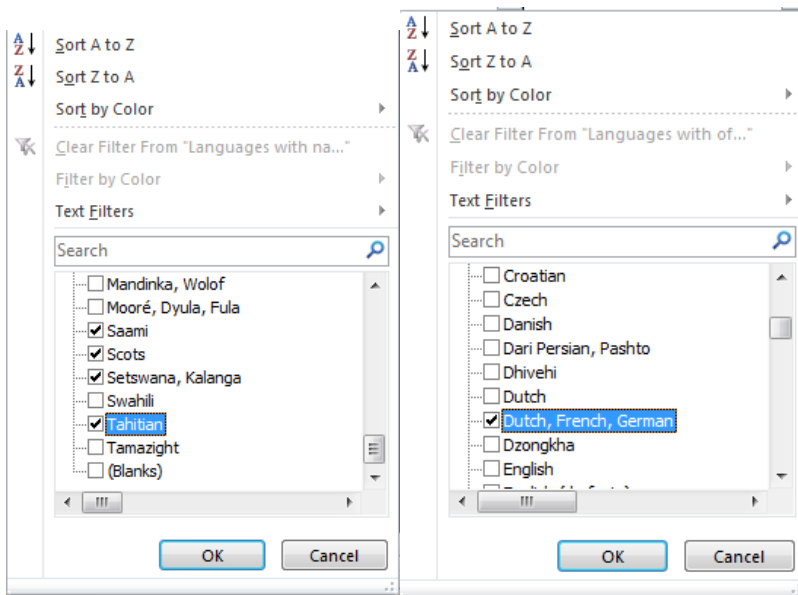 Sort A to Z
Sort Z to A
Sort by Color
Clear Filter From "Languages with na..."
Filter by Color
Text Filters
Search
Mandinka, Wolof
Mooré, Dyula, Fula
Saami
Scots
Setswana, Kalanga
Swahili
Tahitian
Tamazight
(Blanks)
OK
Cancel
Sort A to Z
Sort Z to A
Sort by Color
Clear Filter From "Languages with of..."
Filter by Color
Text Filters
Search
Croatian
Czech
Danish
Dari Persian, Pashto
Dhivehi
Dutch
Dutch, French, German
Dzongkha
English
OK
Cancel